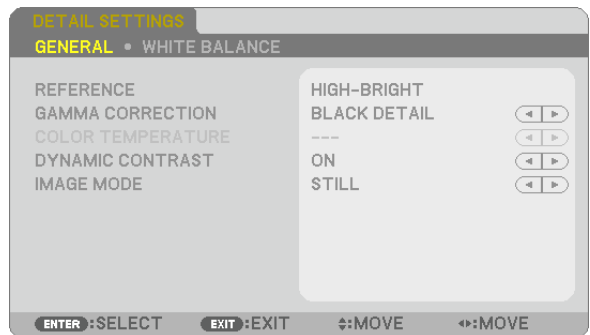 DETAIL SETTINGS
GENERAL • WHITE BALANCE
REFERENCE HIGH-BRIGHT
GAMMA CORRECTION BLACK DETAIL
COLOR TEMPERATURE ---
DYNAMIC CONTRAST ON
IMAGE MODE STILL
ENTER :SELECT EXIT :EXIT :MOVE :MOVE